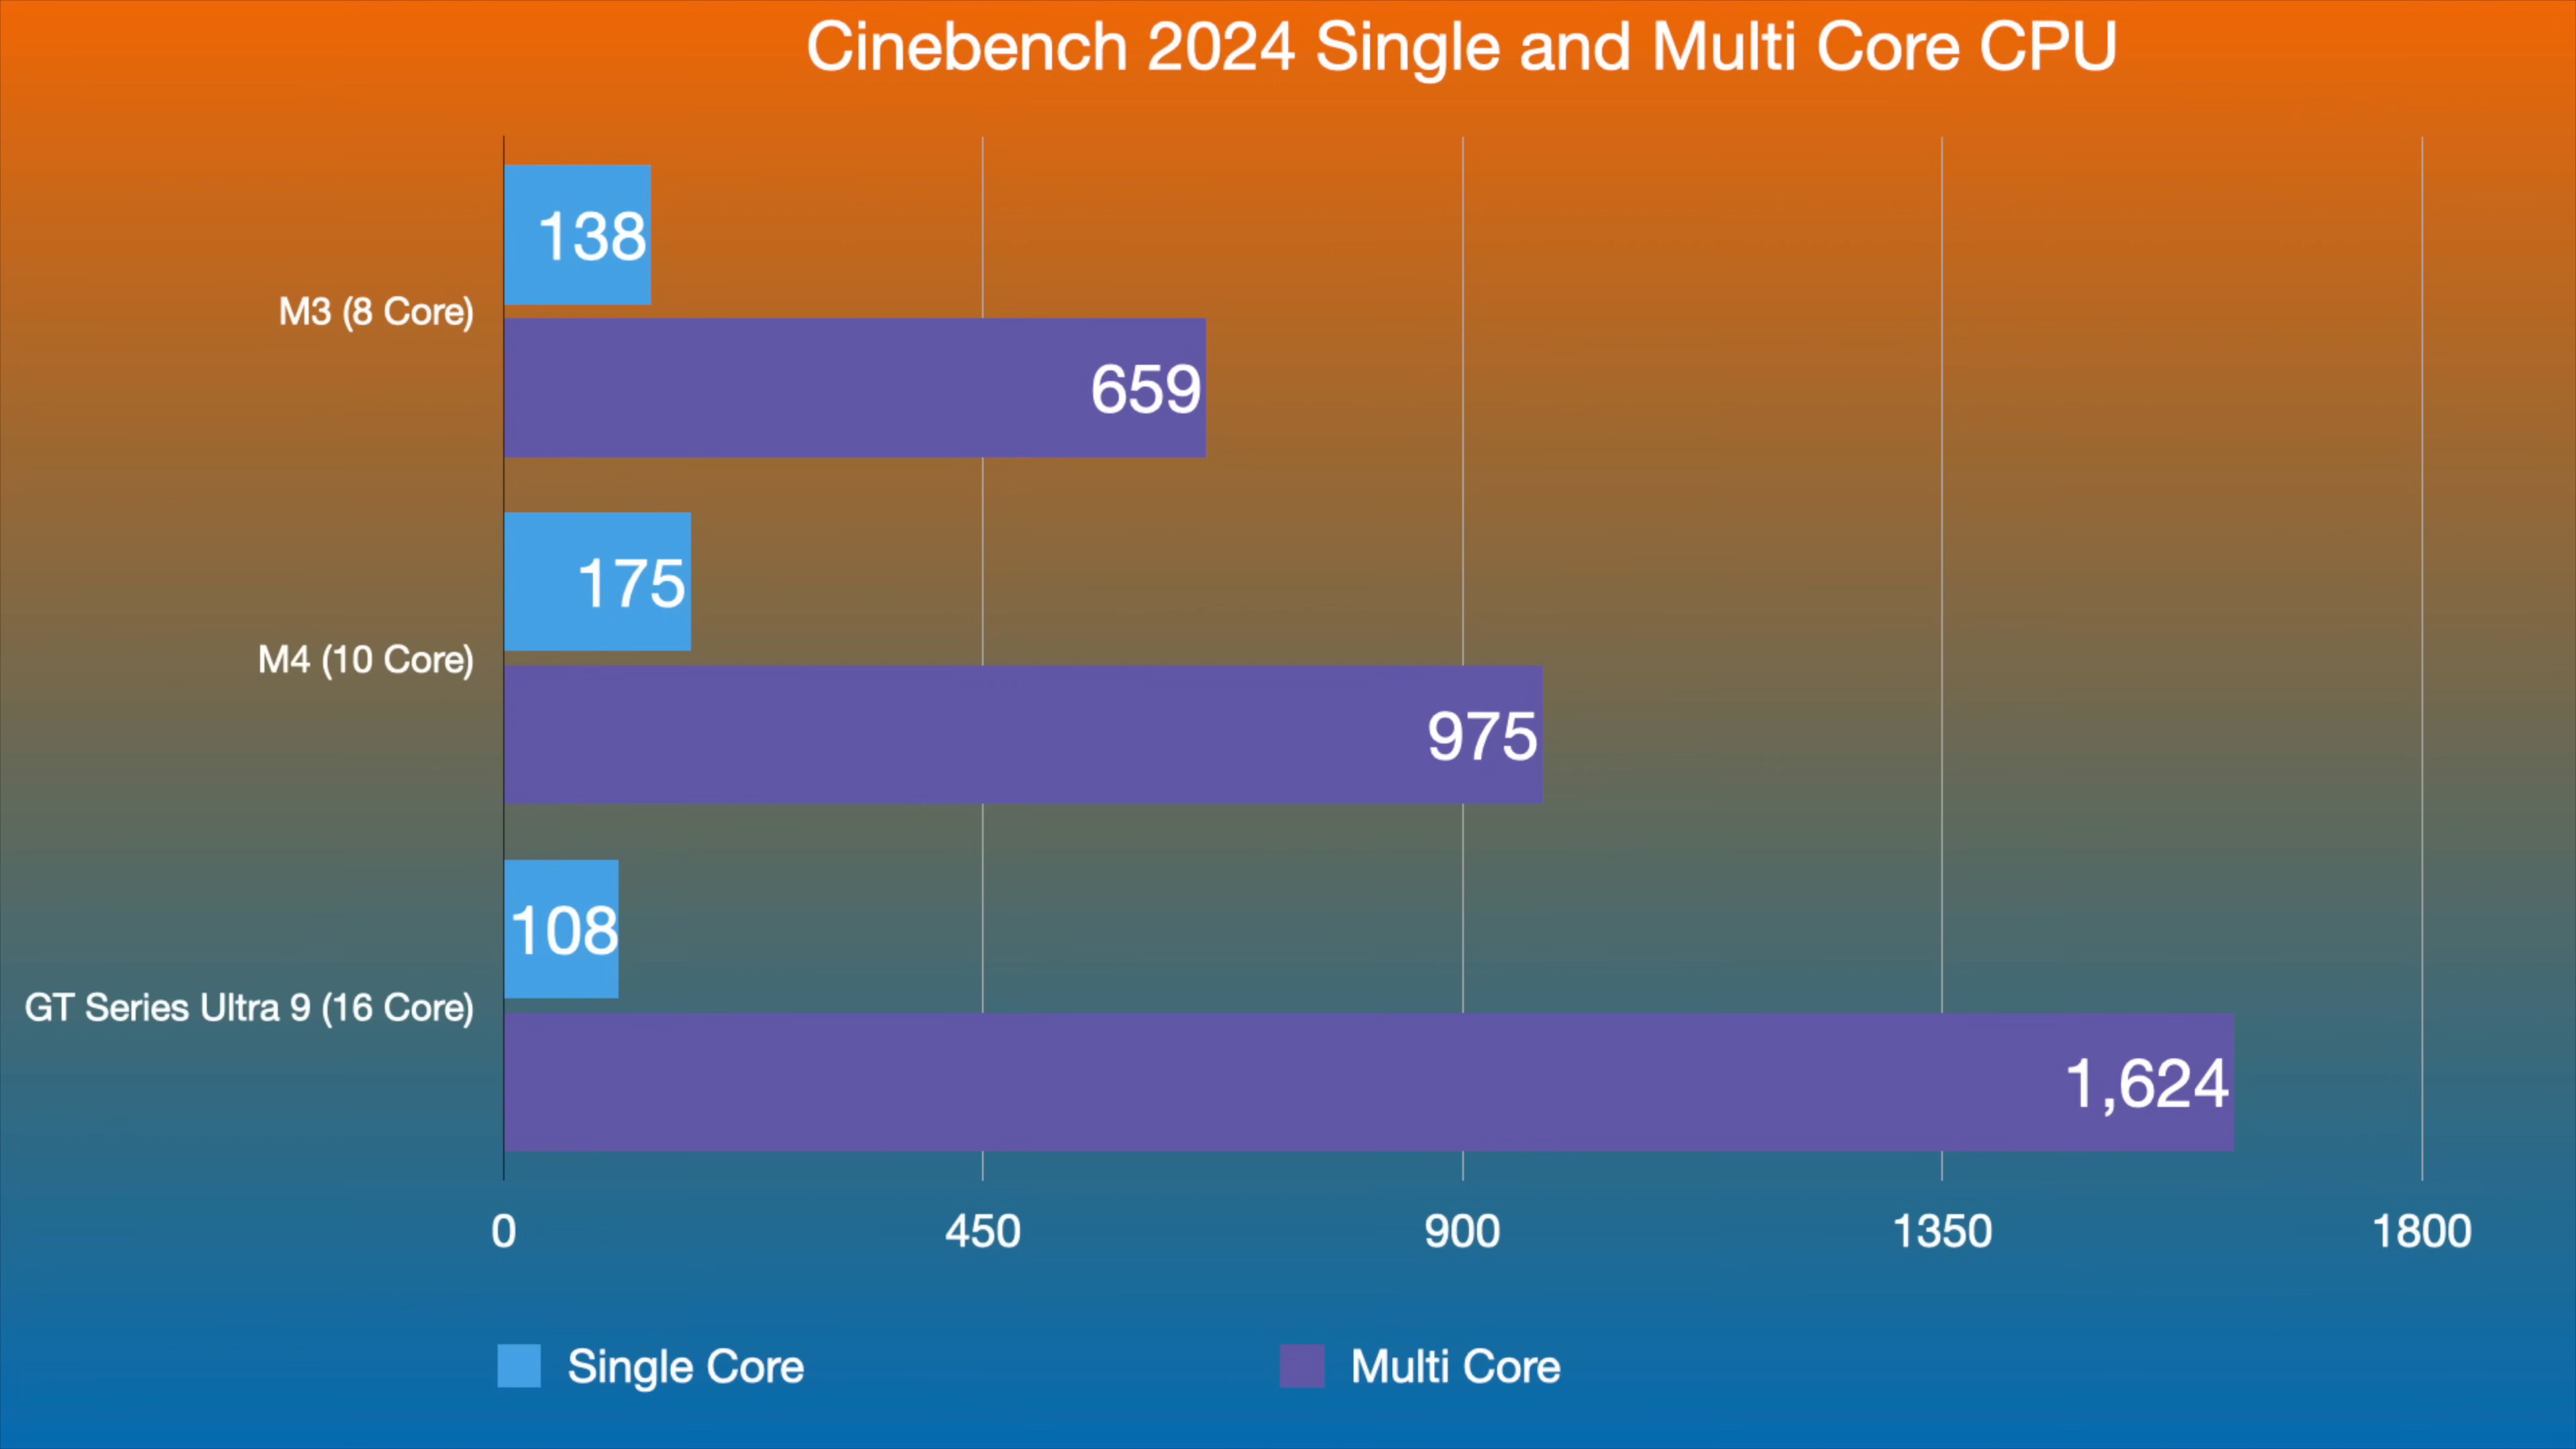 Cinebench 2024 Single and Multi Core CPU
138
M3 (8 Core)
659
175
M4 (10 Core)
975
108
GT Series Ultra 9 (16 Core)
1,624
0 450 900 1350 1800
Single Core Multi Core